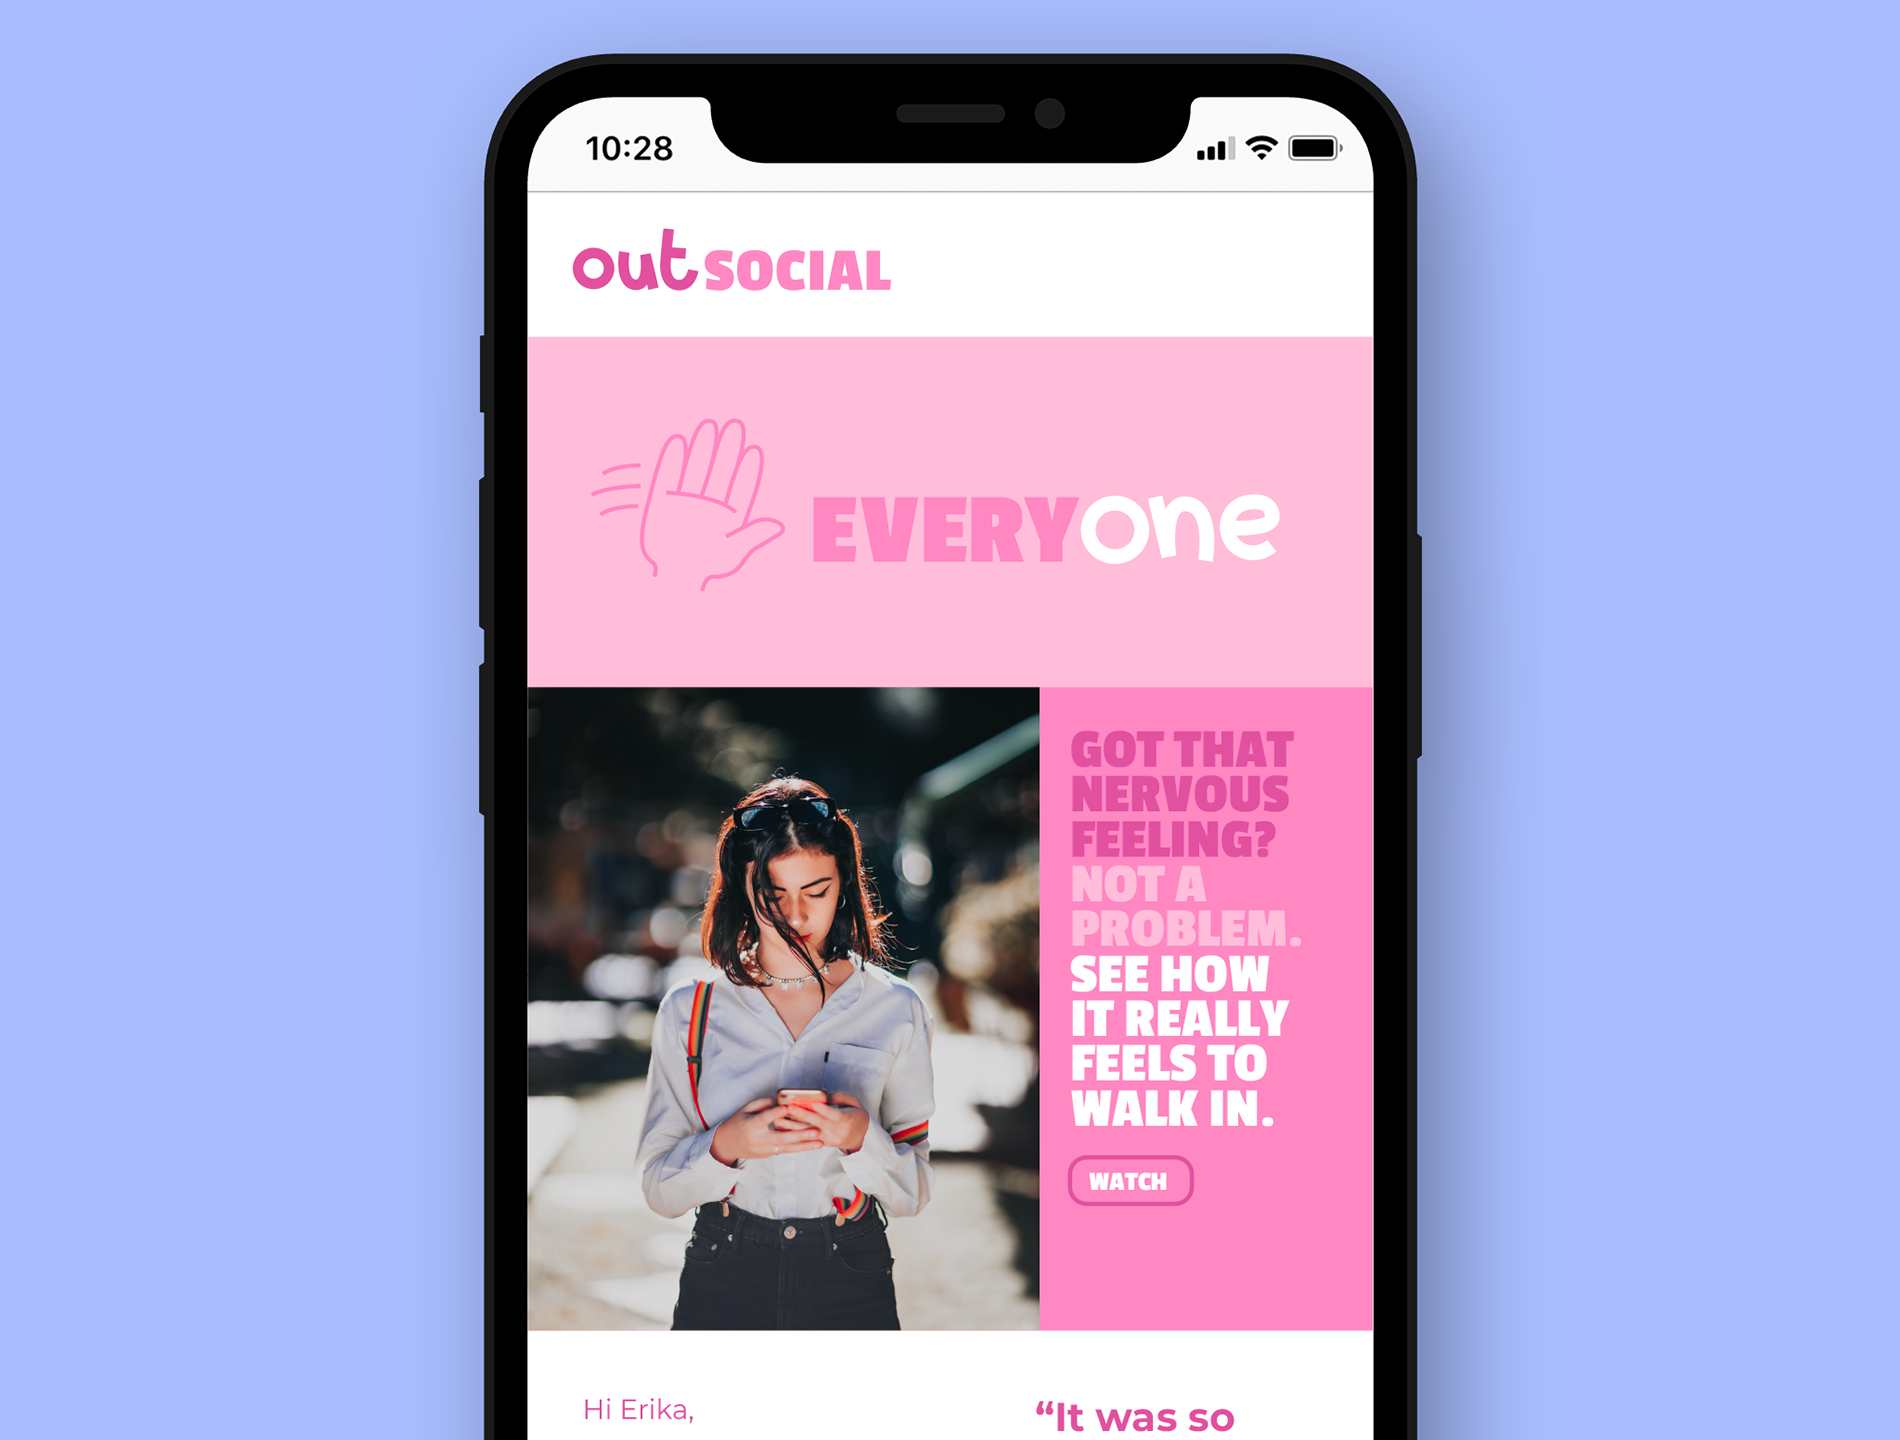 10:28
out SOCIAL
EVERYone
GOT THAT
NERVOUS
FEELING?
NOT A
PROBLEM.
SEE HOW
IT REALLY
FEELS TO
WALK IN.
WATCH
Hi Erika,
“It was so